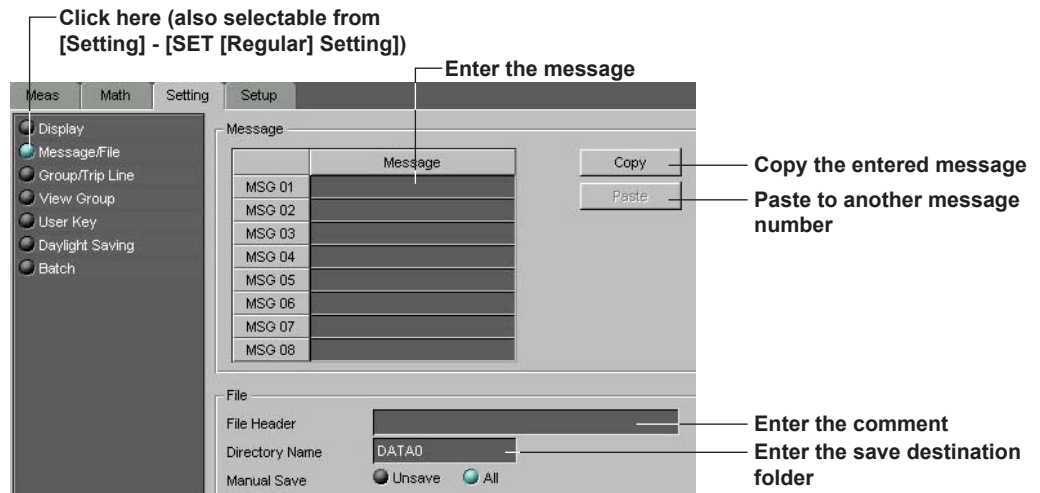 Click here (also selectable from
[Setting] - [SET [Regular] Setting])
Enter the message
Meas Math Setting Setup
Display
Message/File
Group/Trip Line
View Group
User Key
Daylight Saving
Batch
Message
Message
MSG 01
MSG 02
MSG 03
MSG 04
MSG 05
MSG 06
MSG 07
MSG 08
Copy
Paste
Copy the entered message
Paste to another message
number
File
File Header
Directory Name DATA0
Manual Save Unsave All
Enter the comment
Enter the save destination
folder